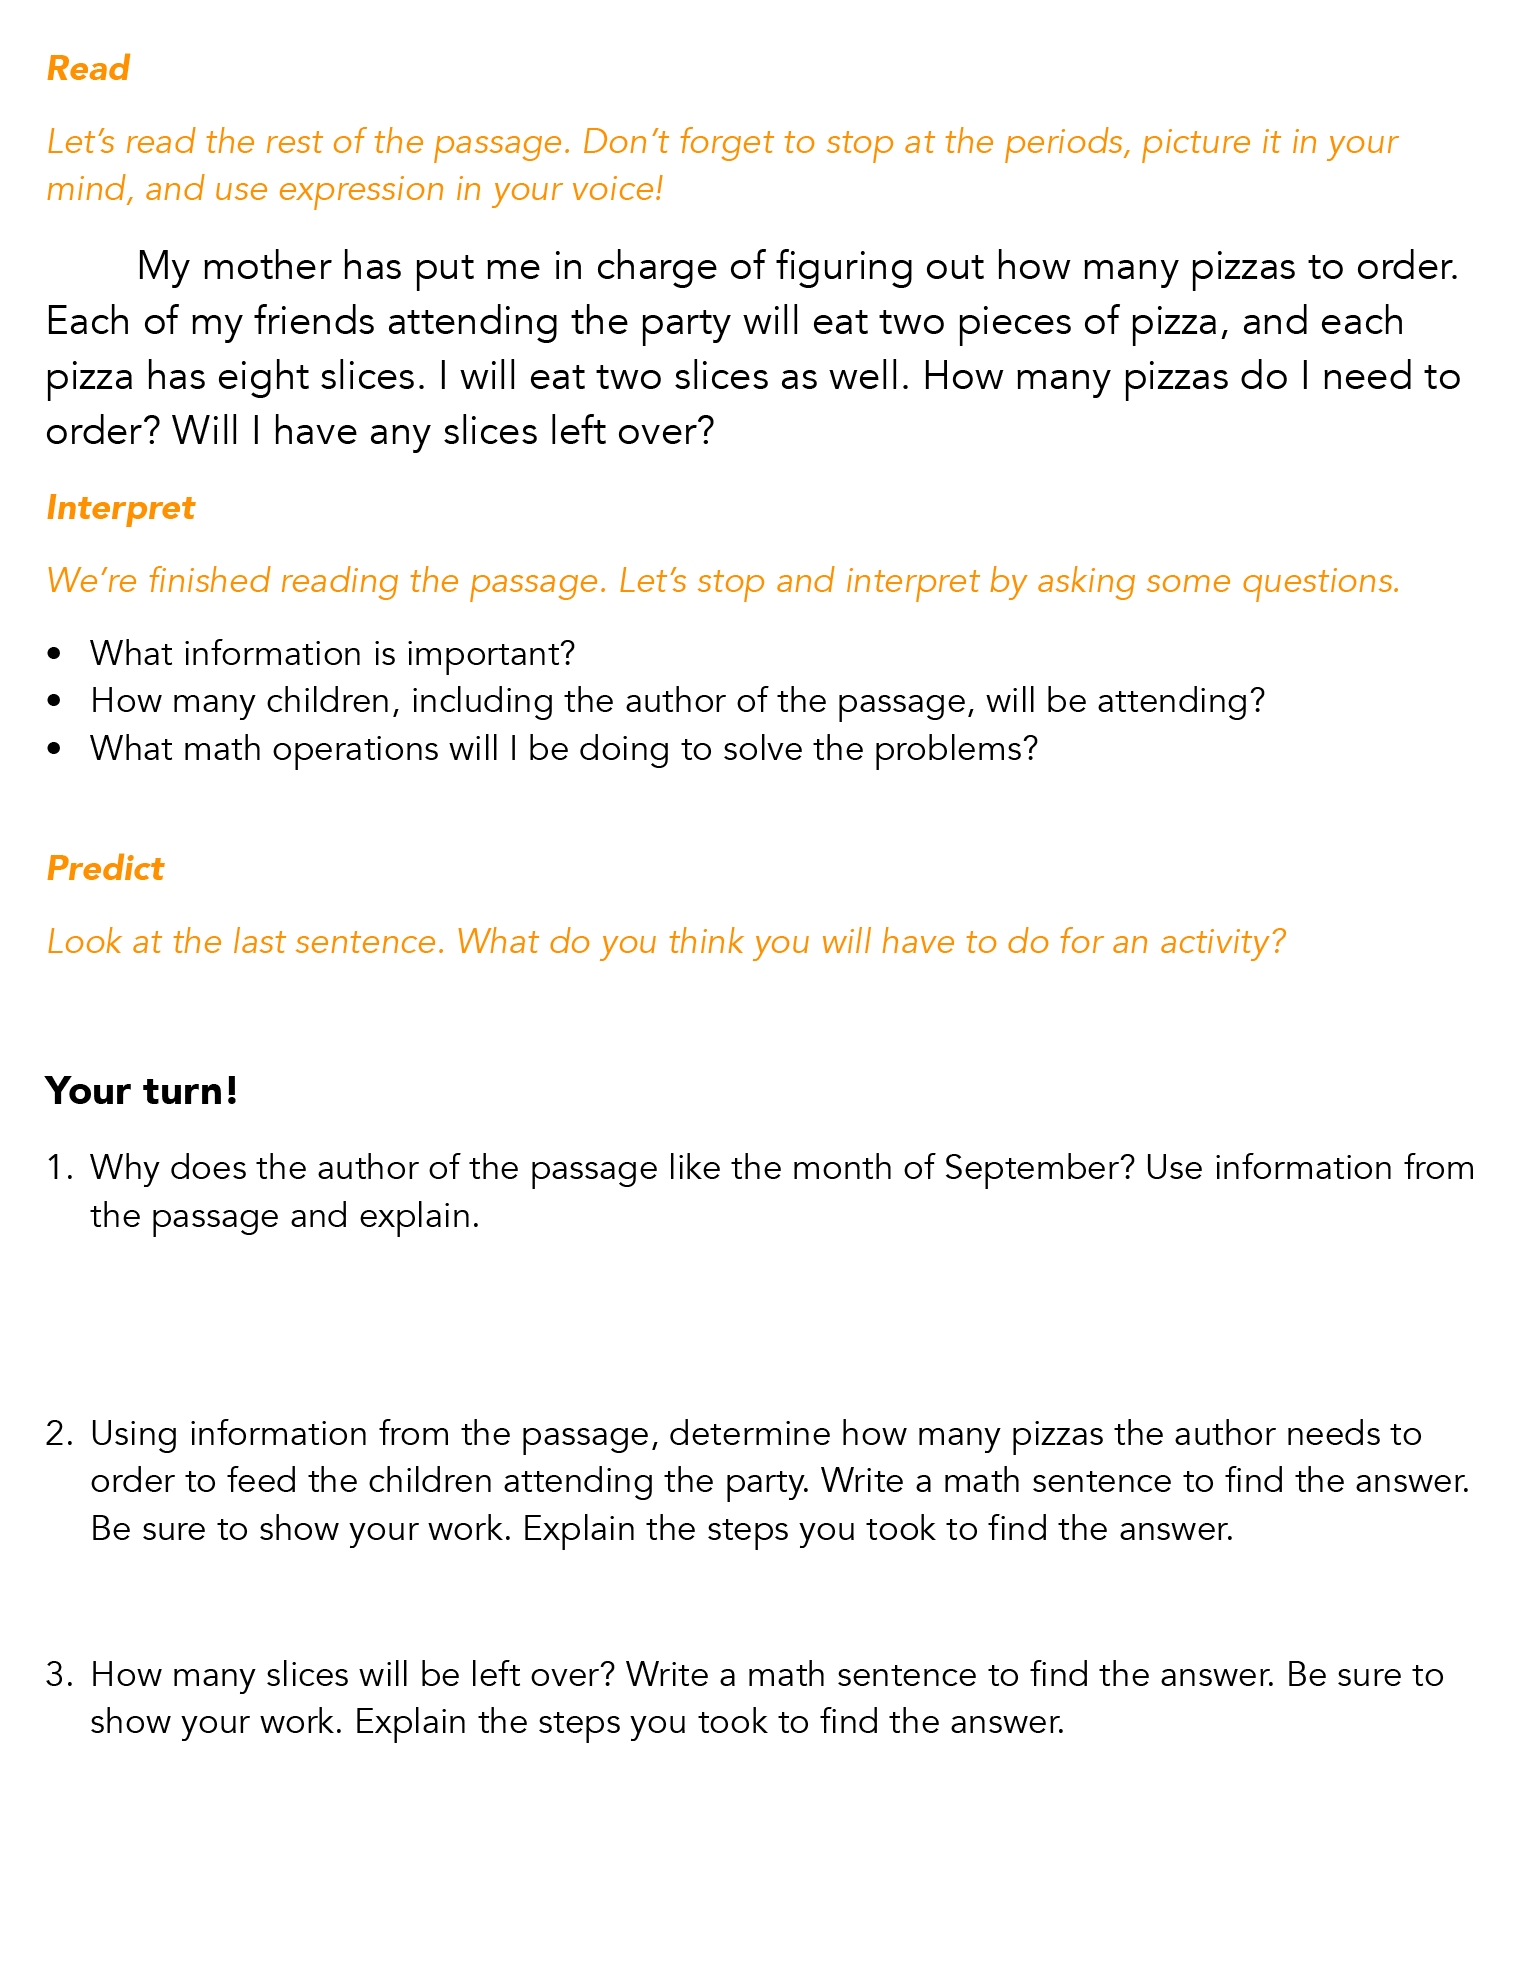 Read
Let’s read the rest of the passage. Don’t forget to stop at the periods, picture it in your
mind, and use expression in your voice!
My mother has put me in charge of figuring out how many pizzas to order.
Each of my friends attending the party will eat two pieces of pizza, and each
pizza has eight slices. I will eat two slices as well. How many pizzas do I need to
order? Will I have any slices left over?
Interpret
We’re finished reading the passage. Let’s stop and interpret by asking some questions.
• What information is important?
• How many children, including the author of the passage, will be attending?
• What math operations will I be doing to solve the problems?
Predict
Look at the last sentence. What do you think you will have to do for an activity?
Your turn!
1. Why does the author of the passage like the month of September? Use information from
the passage and explain.
2. Using information from the passage, determine how many pizzas the author needs to
order to feed the children attending the party. Write a math sentence to find the answer.
Be sure to show your work. Explain the steps you took to find the answer.
3. How many slices will be left over? Write a math sentence to find the answer. Be sure to
show your work. Explain the steps you took to find the answer.